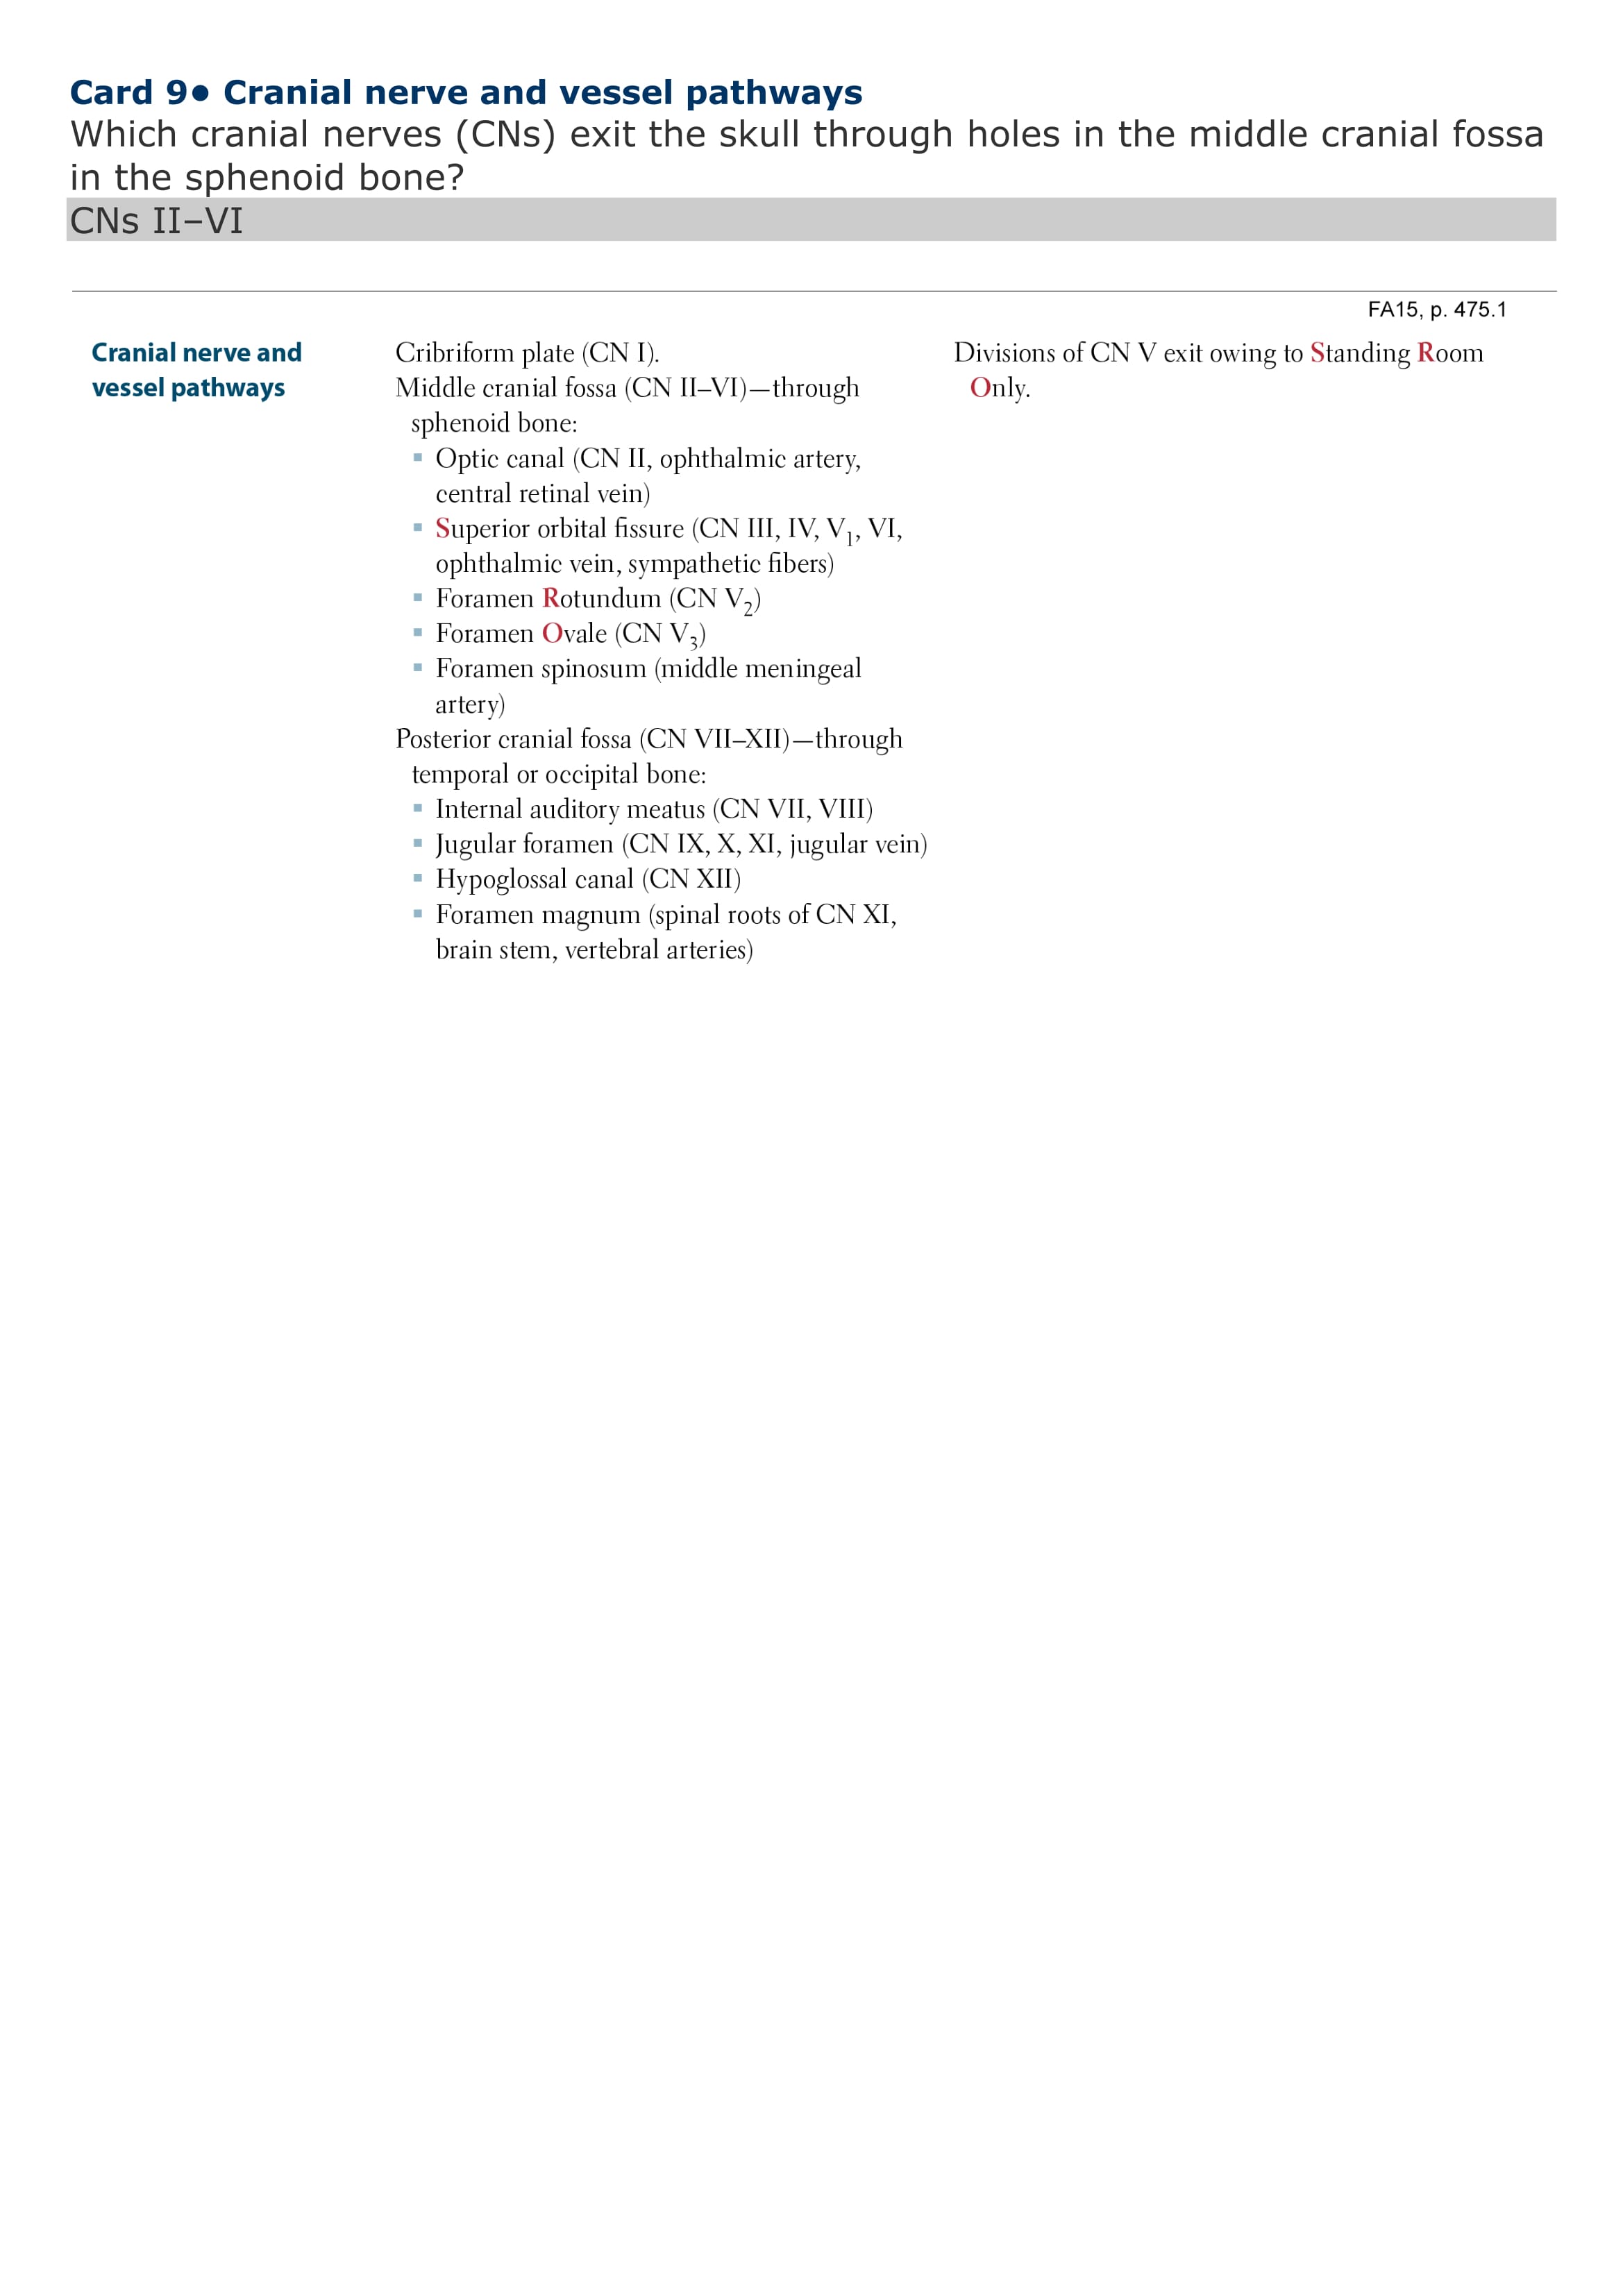 Card 9• Cranial nerve and vessel pathways
Which cranial nerves (CNs) exit the skull through holes in the middle cranial fossa
in the sphenoid bone?
CNs II–VI
FA15, p. 475.1
Cranial nerve and
vessel pathways
Cribriform plate (CN I).
Middle cranial fossa (CN II–VI)—through
sphenoid bone:
▪ Optic canal (CN II, ophthalmic artery,
central retinal vein)
▪ Superior orbital fissure (CN III, IV, V1, VI,
ophthalmic vein, sympathetic fibers)
▪ Foramen Rotundum (CN V2)
▪ Foramen Ovale (CN V3)
▪ Foramen spinosum (middle meningeal
artery)
Posterior cranial fossa (CN VII–XII)—through
temporal or occipital bone:
▪ Internal auditory meatus (CN VII, VIII)
▪ Jugular foramen (CN IX, X, XI, jugular vein)
▪ Hypoglossal canal (CN XII)
▪ Foramen magnum (spinal roots of CN XI,
brain stem, vertebral arteries)
Divisions of CN V exit owing to Standing Room
Only.